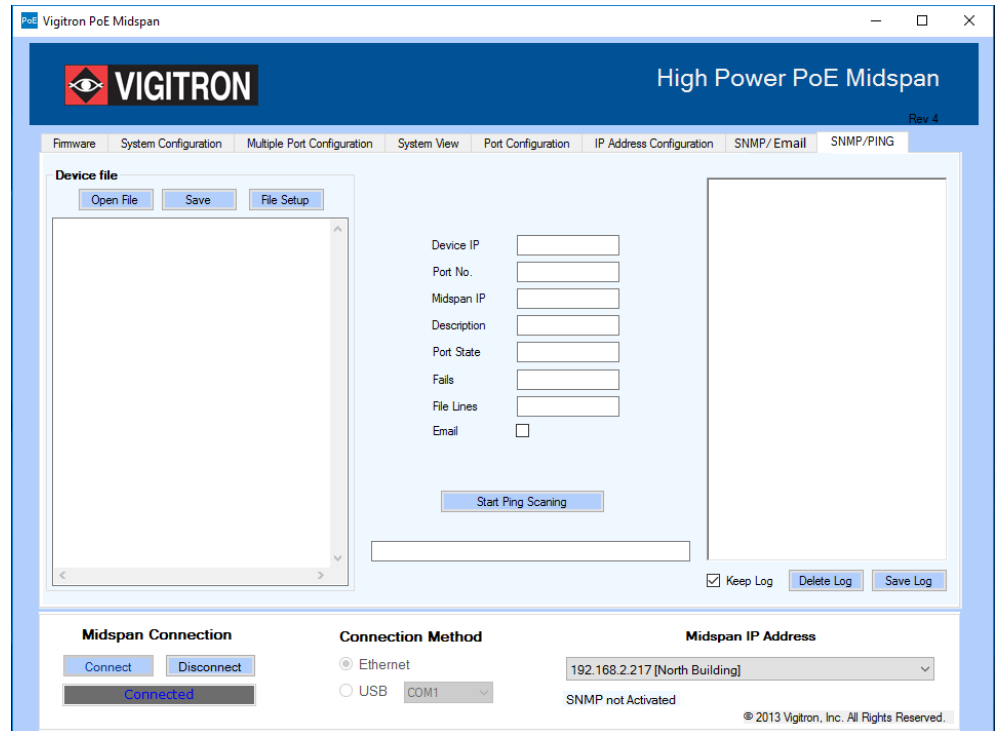 PoE Vigitron PoE Midspan
VIGITRON
High Power PoE Midspan
Rev 4
Firmware System Configuration Multiple Port Configuration System View Port Configuration IP Address Configuration SNMP/ Email SNMP/PING
Device file
Open File Save File Setup
Device IP
Port No.
Midspan IP
Description
Port State
Fails
File Lines
Email
Start Ping Scaning
Keep Log Delete Log Save Log
Midspan Connection
Connect Disconnect
Connected
Connection Method
Ethernet
USB COM1
Midspan IP Address
192.168.2.217 [North Building]
SNMP not Activated
© 2013 Vigitron, Inc. All Rights Reserved.